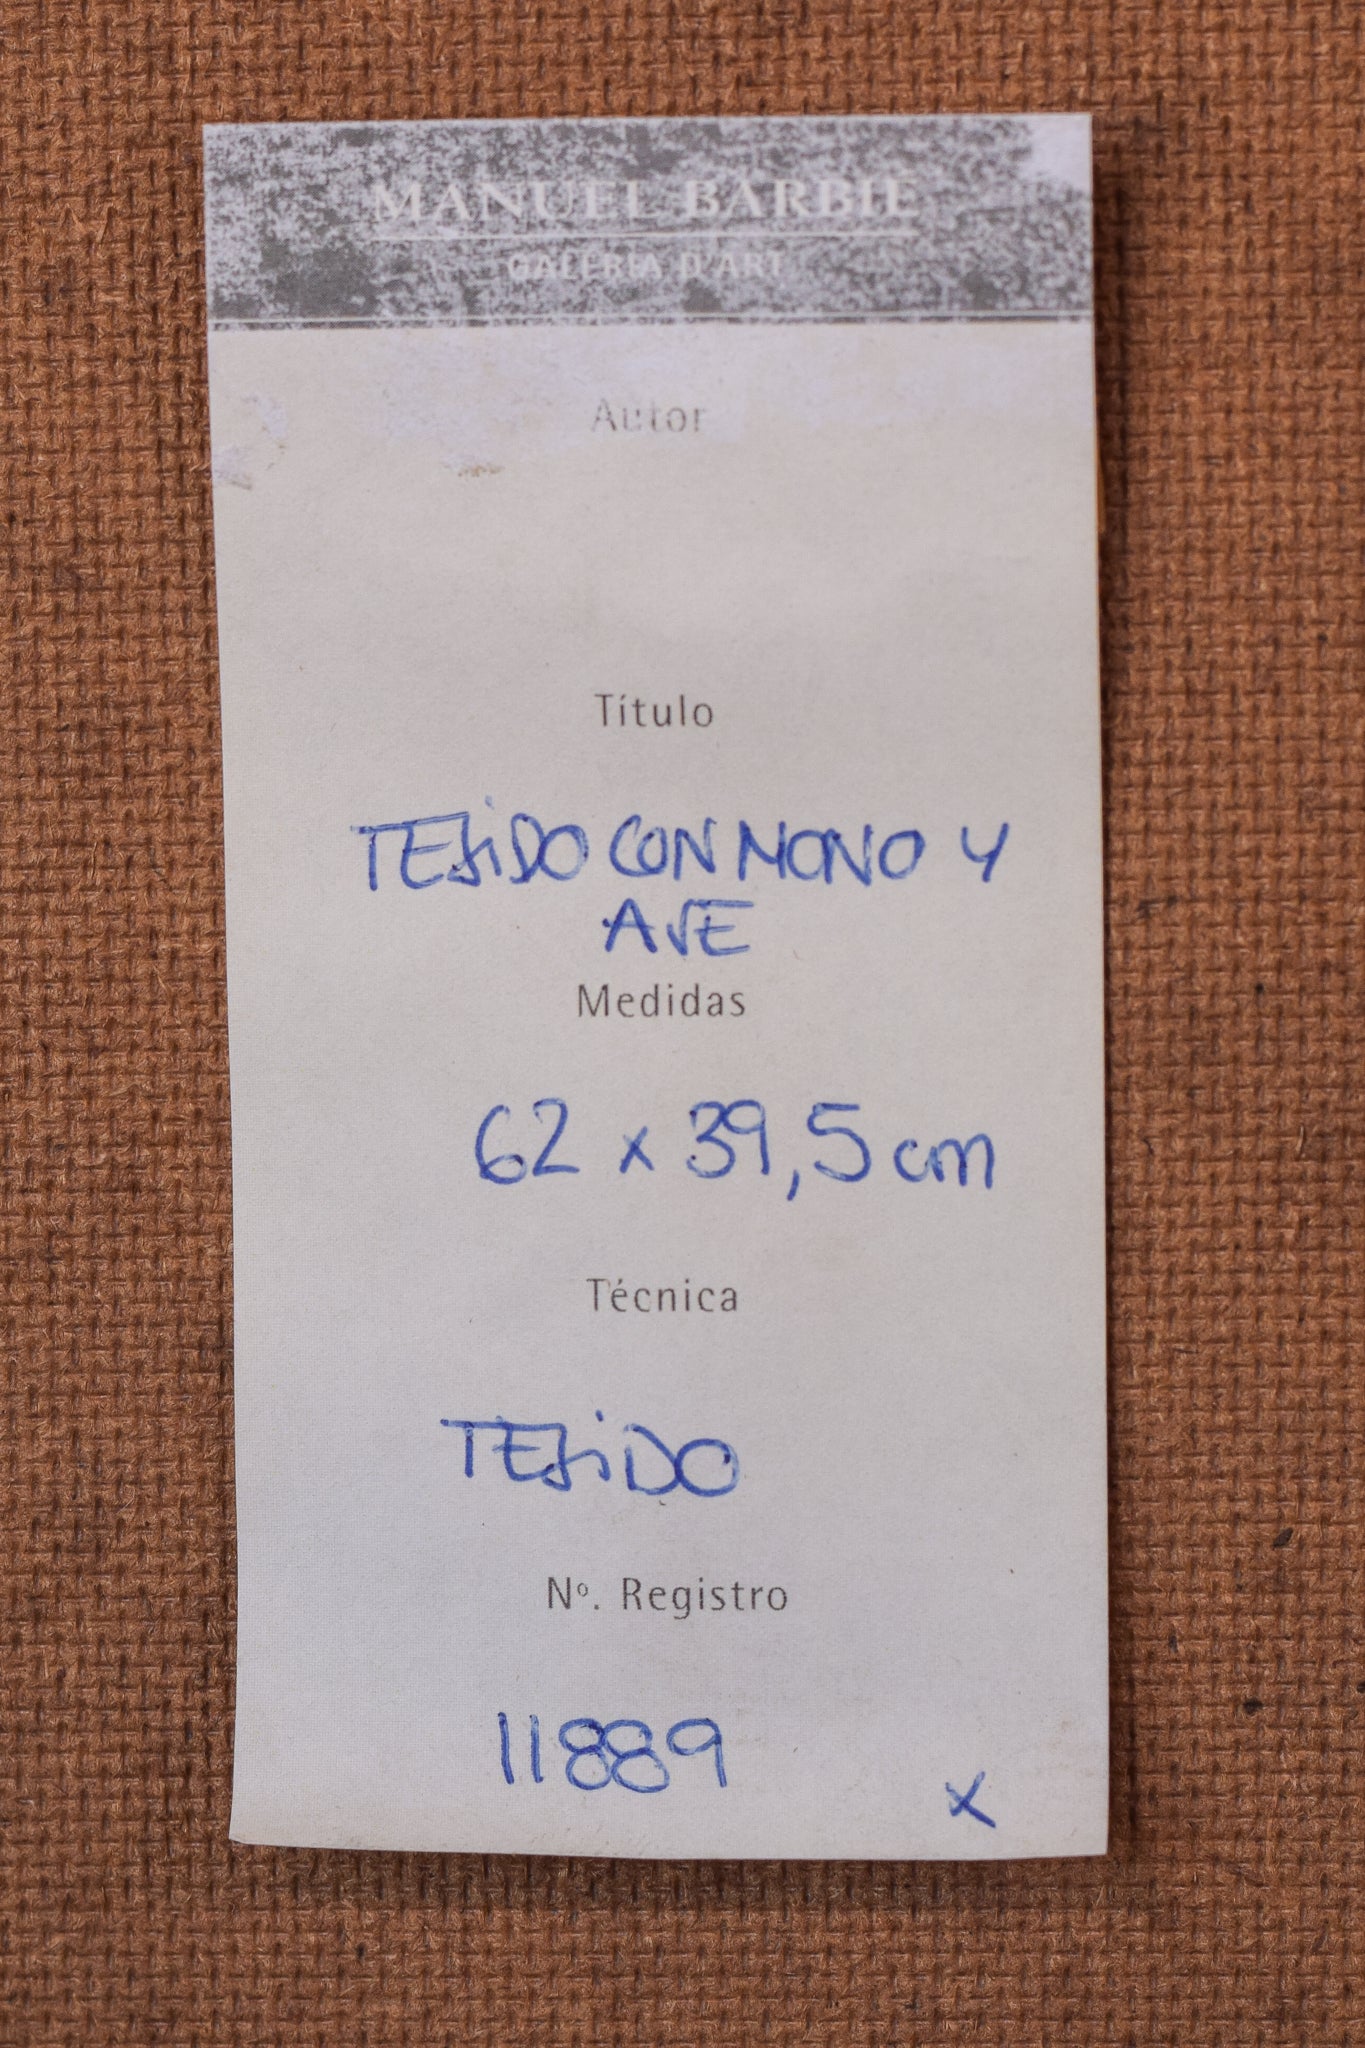 MANUEL BARBIÉ
GALERIA D'ART
Autor
Título
TEJIDO CON MONO Y
AVE
Medidas
62 x 39,5 cm
Técnica
TEJIDO
Nº. Registro
11889
x